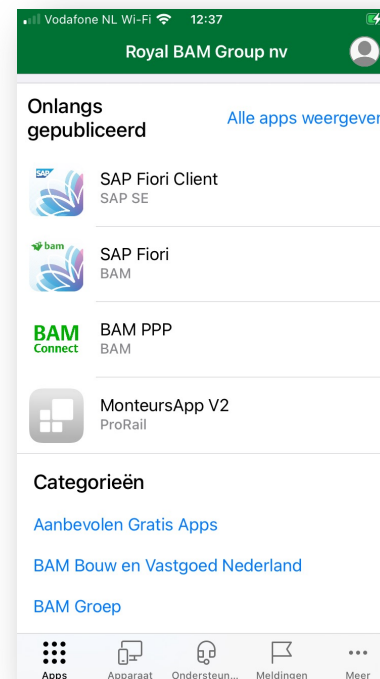 Vodafone NL Wi-Fi 12:37
Royal BAM Group nv
Onlangs
gepubliceerd
Alle apps weergeven
SAP
SAP Fiori Client
SAP SE
bam
SAP Fiori
BAM
BAM
Connect
BAM PPP
BAM
MonteursApp V2
ProRail
Categorieën
Aanbevolen Gratis Apps
BAM Bouw en Vastgoed Nederland
BAM Groep
Apps Apparaat Ondersteun... Meldingen Meer